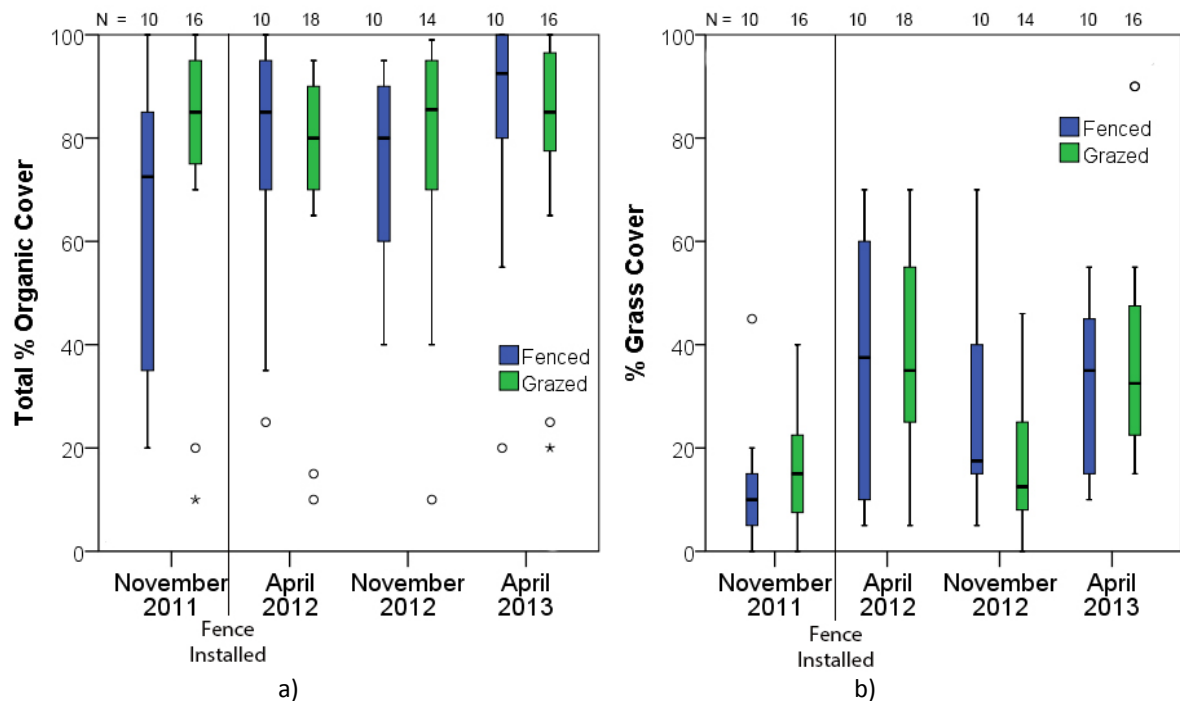 N = 10 16 10 18 10 14 10 16
100
80
60
40
20
0
Total % Organic Cover
Fenced
Grazed
November 2011
April 2012
November 2012
April 2013
Fence
Installed
a)
N = 10 16 10 18 10 14 10 16
100
80
60
40
20
0
% Grass Cover
Fenced
Grazed
November 2011
April 2012
November 2012
April 2013
Fence
Installed
b)